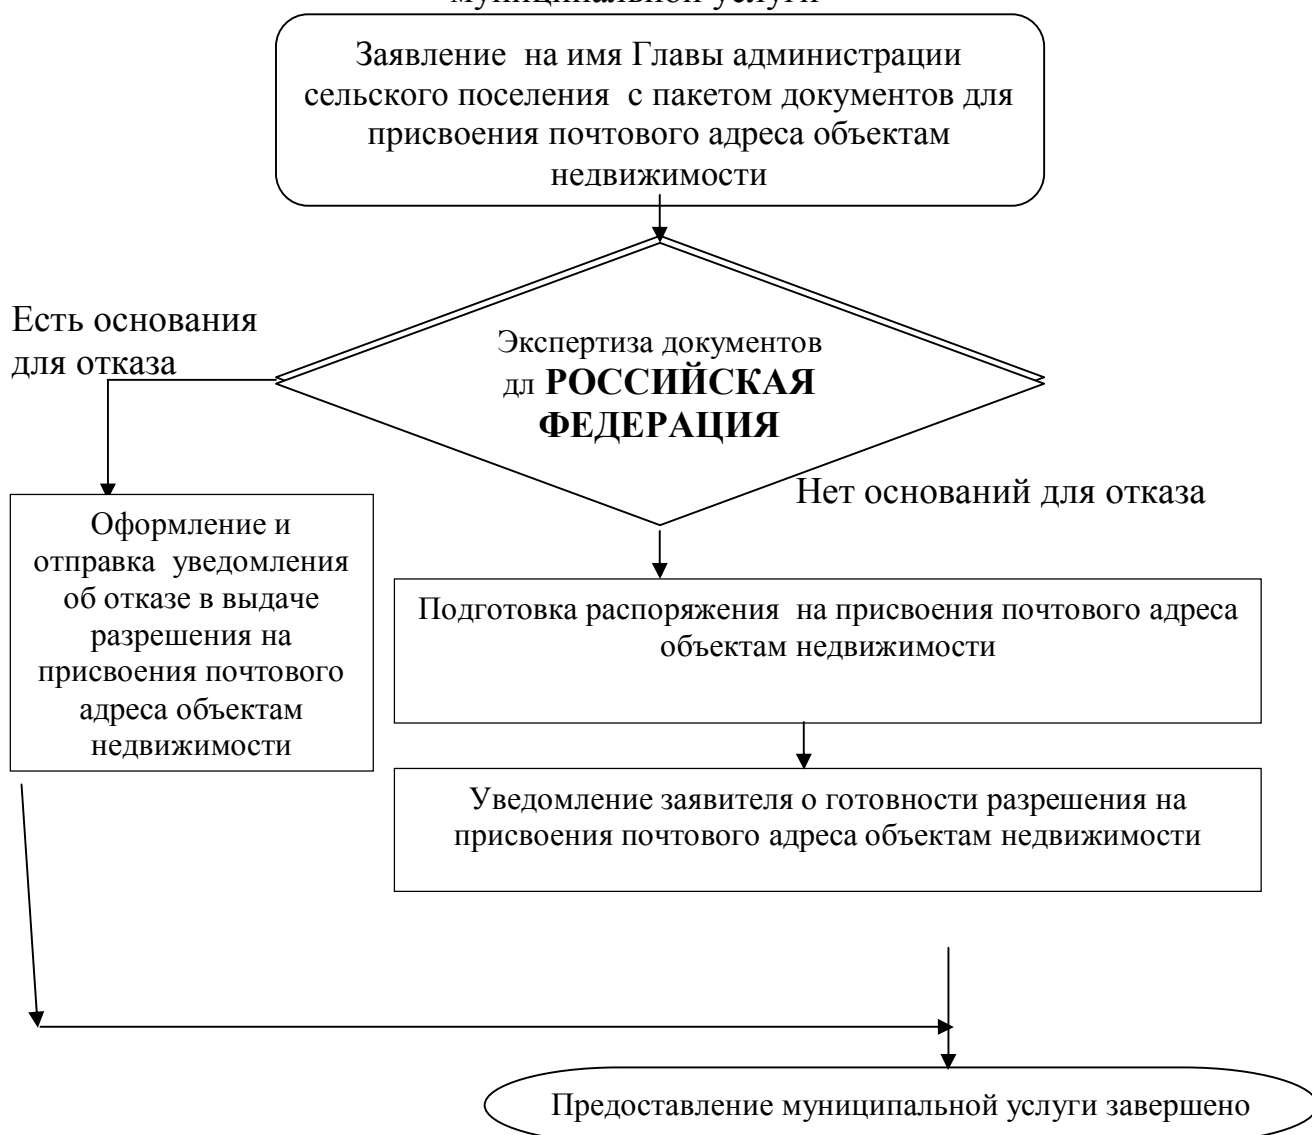 муниципальной услуги
Заявление на имя Главы администрации
сельского поселения с пакетом документов для
присвоения почтового адреса объектам
недвижимости
Есть основания
для отказа
Экспертиза документов
дл РОССИЙСКАЯ
ФЕДЕРАЦИЯ
Нет оснований для отказа
Оформление и
отправка уведомления
об отказе в выдаче
разрешения на
присвоения почтового
адреса объектам
недвижимости
Подготовка распоряжения на присвоения почтового адреса
объектам недвижимости
Уведомление заявителя о готовности разрешения на
присвоения почтового адреса объектам недвижимости
Предоставление муниципальной услуги завершено